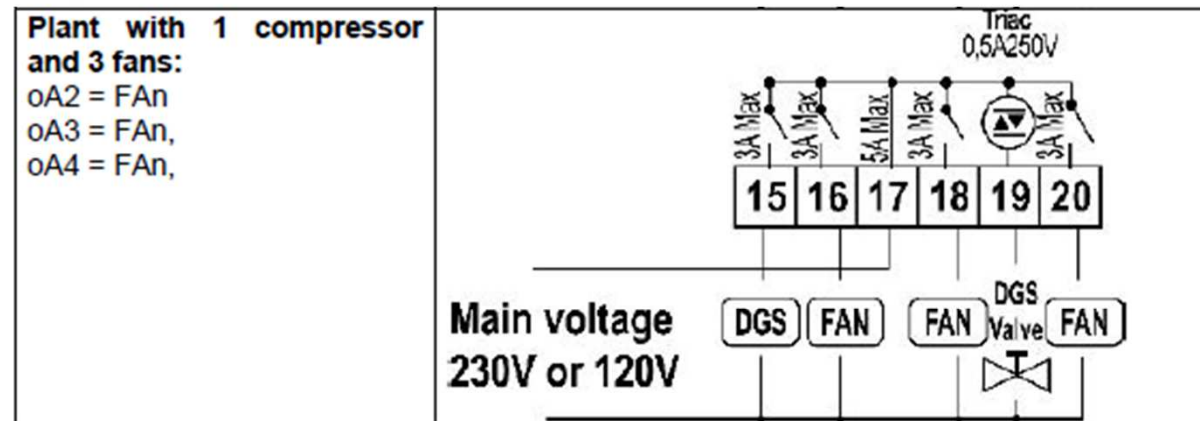 Plant with 1 compressor
and 3 fans:
oA2 = FAn
oA3 = FAn,
oA4 = FAn,
Triac
0,5A250V
3A Max
3A Max
5A Max
3A Max
3A Max
15 16 17 18 19 20
Main voltage
230V or 120V
DGS
FAN
FAN
DGS
Valve
FAN